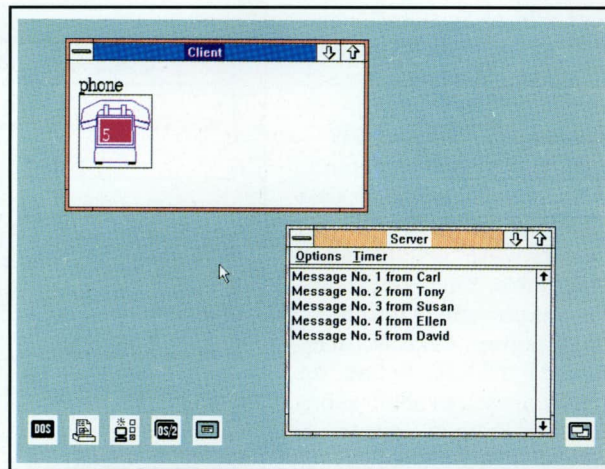 Client
phone
5
Server
Options Timer
Message No. 1 from Carl
Message No. 2 from Tony
Message No. 3 from Susan
Message No. 4 from Ellen
Message No. 5 from David
DOS
OS/2